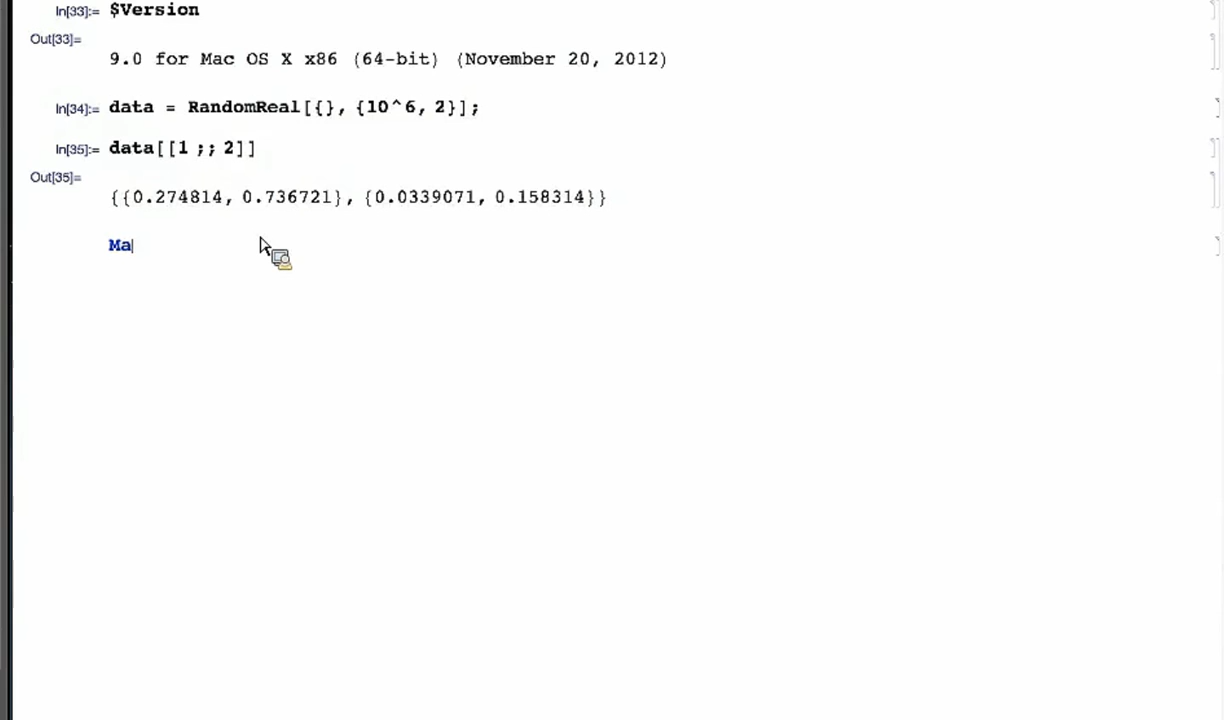 In[33]:= $Version
Out[33]=
9.0 for Mac OS X x86 (64-bit) (November 20, 2012)
In[34]:= data = RandomReal[{}, {10^6, 2}];
In[35]:= data[[1 ;; 2]]
Out[35]=
{{0.274814, 0.736721}, {0.0339071, 0.158314}}
Ma